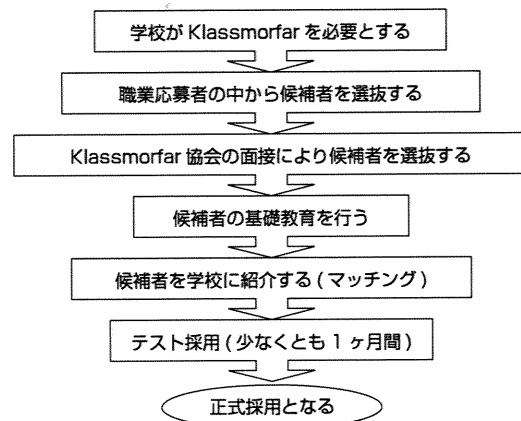 学校が Klassmorfar を必要とする
職業応募者の中から候補者を選抜する
Klassmorfar 協会の面接により候補者を選抜する
候補者の基礎教育を行う
候補者を学校に紹介する ( マッチング )
テスト採用 ( 少なくとも 1 ヶ月間 )
正式採用となる